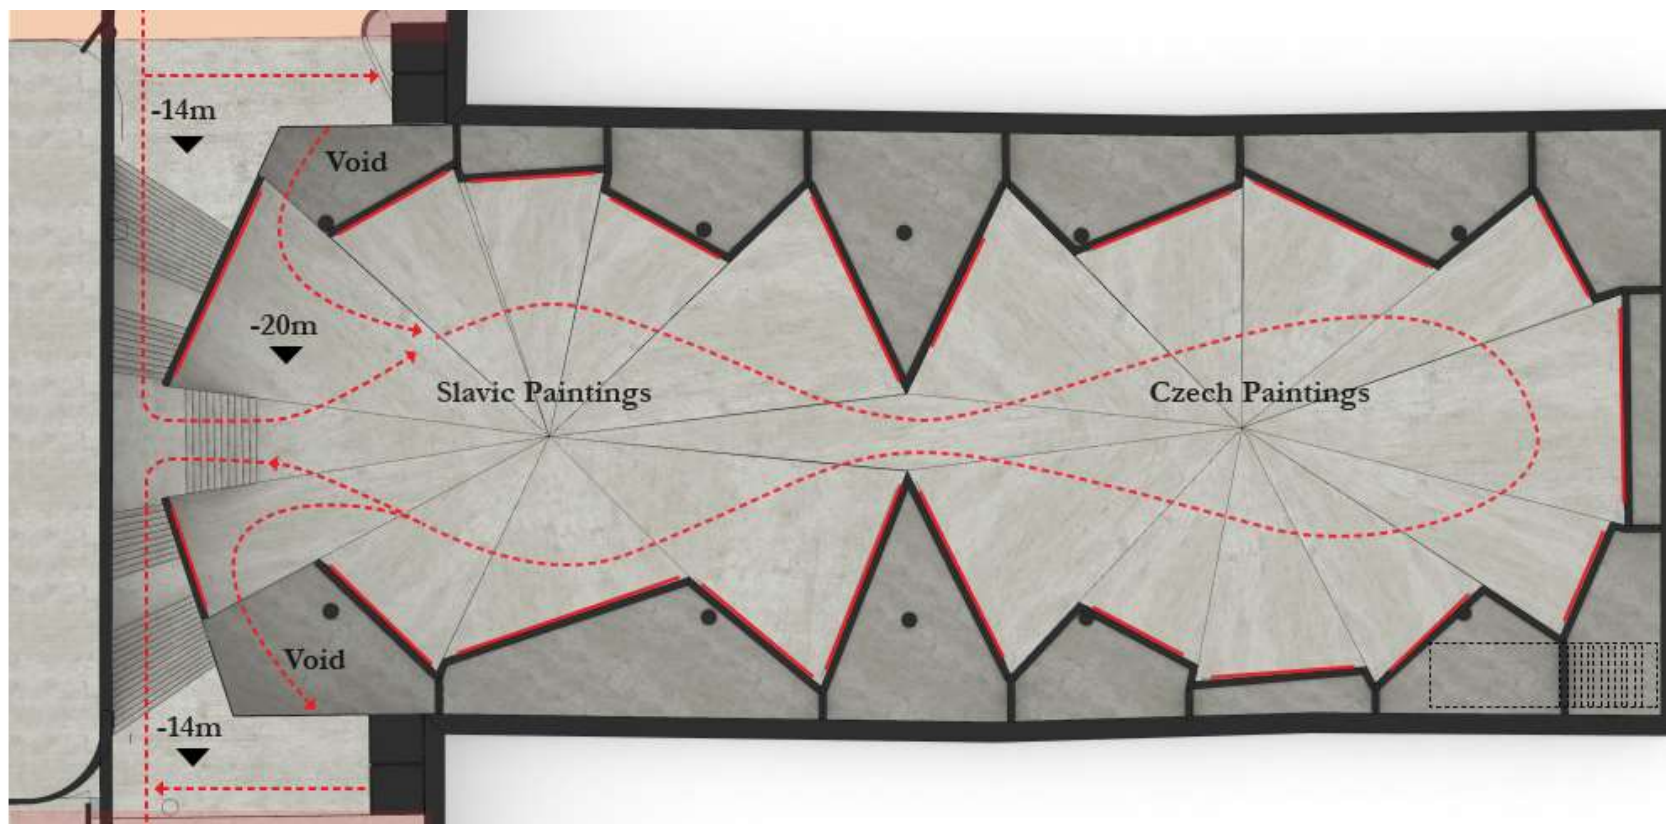 -14m
Void
-20m
Slavic Paintings
Czech Paintings
Void
-14m